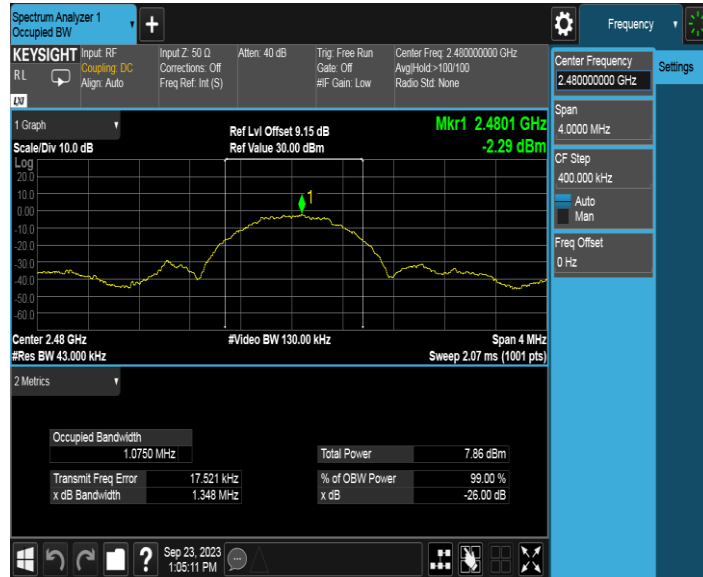 Spectrum Analyzer 1
Occupied BW
Frequency
KEYSIGHT
RL
LXI
Input: RF
Coupling: DC
Align: Auto
Input Z: 50 Ω
Corrections: Off
Freq Ref: Int (S)
Atten: 40 dB
Trig: Free Run
Gate: Off
#IF Gain: Low
Center Freq: 2.480000000 GHz
Avg|Hold:>100/100
Radio Std: None
Center Frequency
2.480000000 GHz
Settings
Span
4.0000 MHz
CF Step
400.000 kHz
Auto
Man
Freq Offset
0 Hz
1 Graph
Scale/Div 10.0 dB
Ref Lvl Offset 9.15 dB
Ref Value 30.00 dBm
Mkr1 2.4801 GHz
-2.29 dBm
Log
20.0
10.0
0.00
-10.0
-20.0
-30.0
-40.0
-50.0
-60.0
1
Center 2.48 GHz
#Video BW 130.00 kHz
Span 4 MHz
#Res BW 43.000 kHz
Sweep 2.07 ms (1001 pts)
2 Metrics
Occupied Bandwidth
1.0750 MHz
Total Power 7.86 dBm
Transmit Freq Error 17.521 kHz
% of OBW Power 99.00 %
x dB Bandwidth 1.348 MHz
x dB -26.00 dB
?
Sep 23, 2023
1:05:11 PM